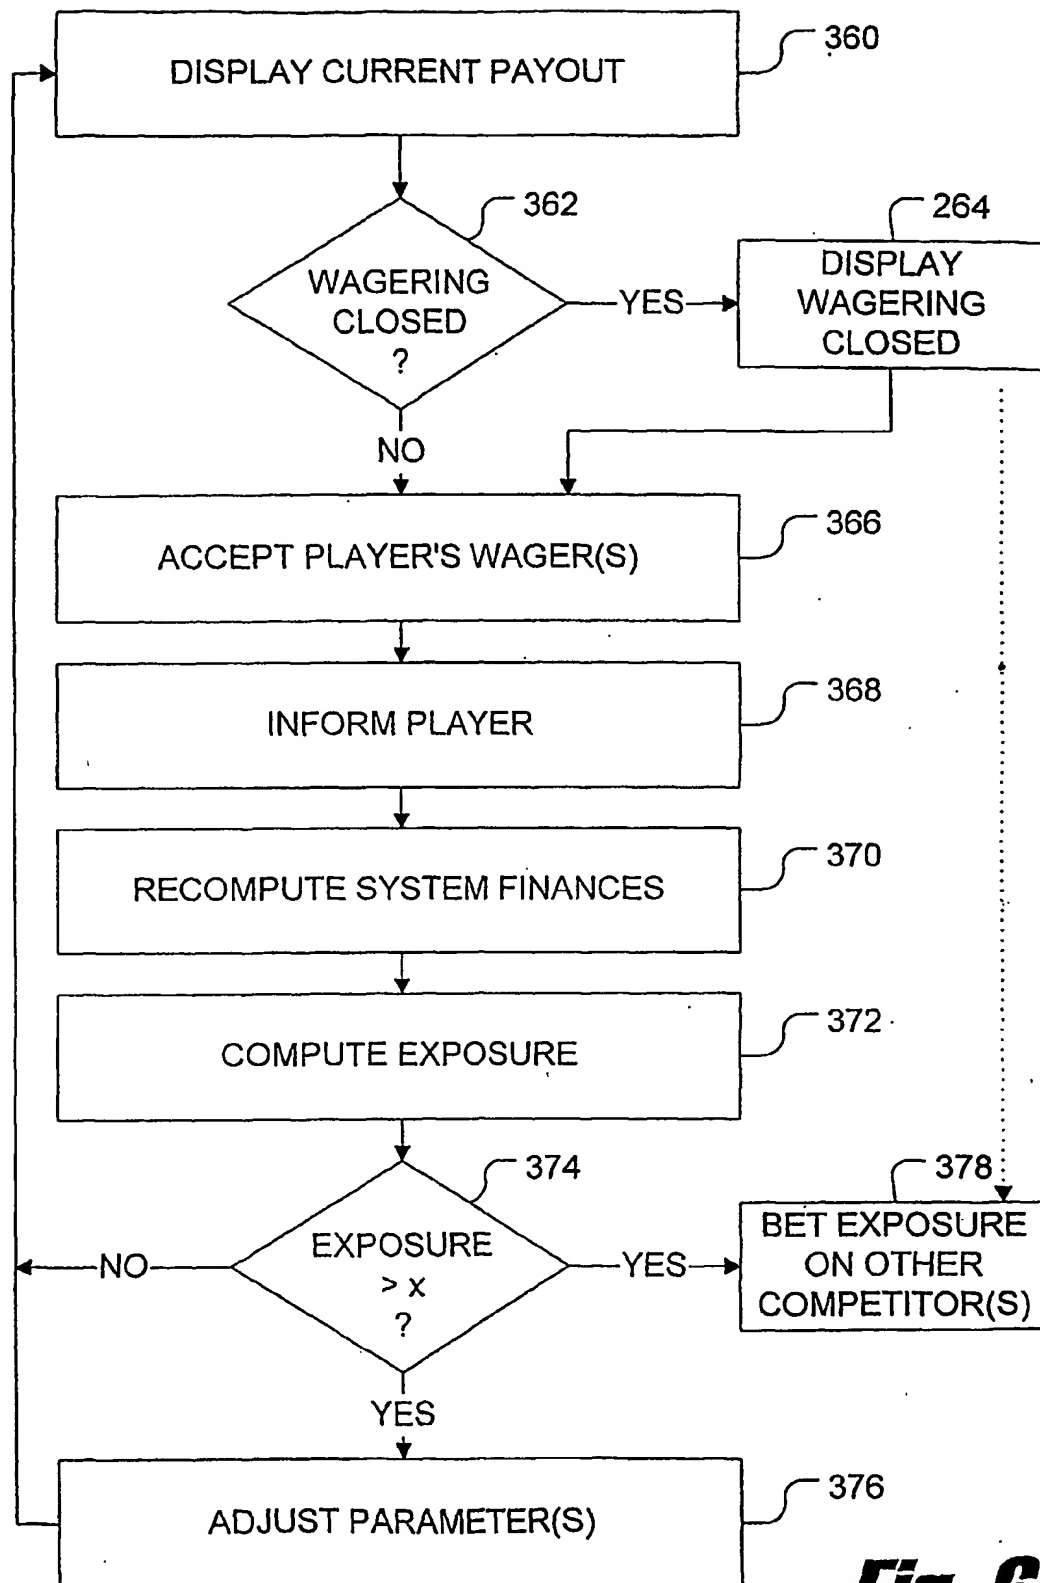 DISPLAY CURRENT PAYOUT
360
362
WAGERING
CLOSED
?
YES
264
DISPLAY
WAGERING
CLOSED
NO
ACCEPT PLAYER'S WAGER(S)
366
INFORM PLAYER
368
RECOMPUTE SYSTEM FINANCES
370
COMPUTE EXPOSURE
372
374
EXPOSURE
> x
?
NO
YES
378
BET EXPOSURE
ON OTHER
COMPETITOR(S)
YES
ADJUST PARAMETER(S)
376
Fig.